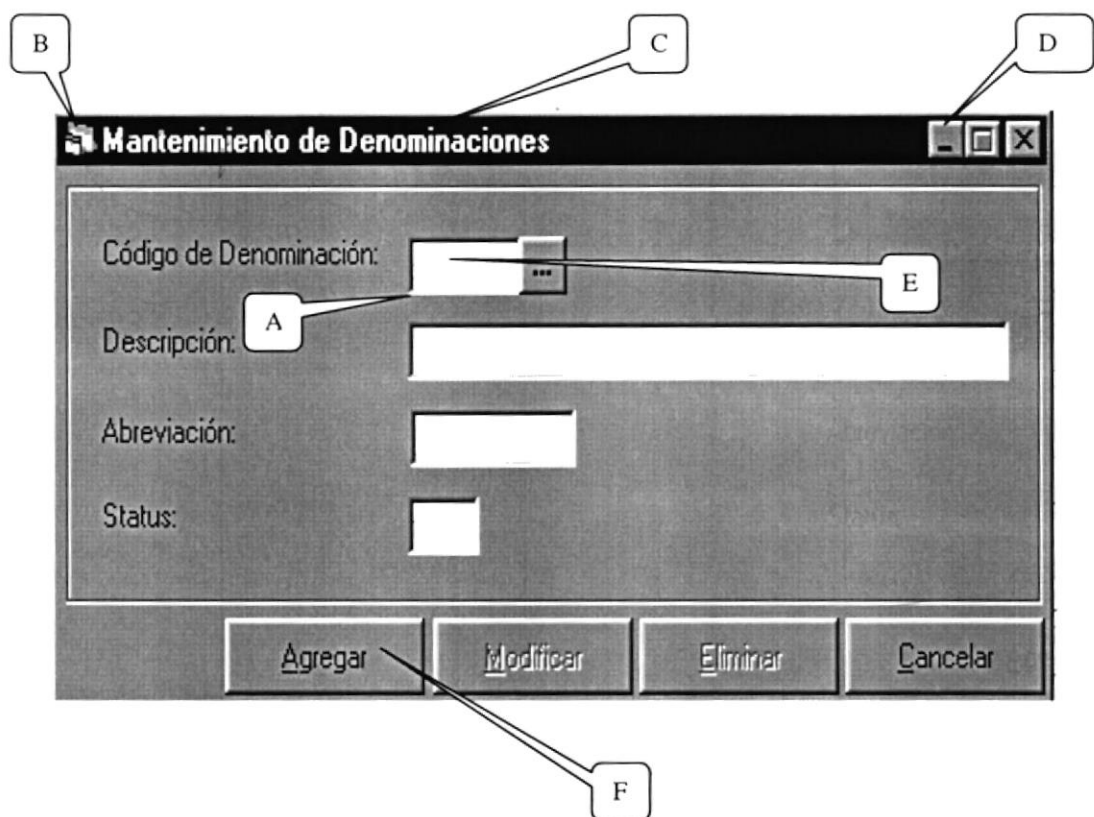 B
C
D
Mantenimiento de Denominaciones
Código de Denominación:
...
E
A
Descripción:
Abreviación:
Status:
Agregar
Modificar
Eliminar
Cancelar
F